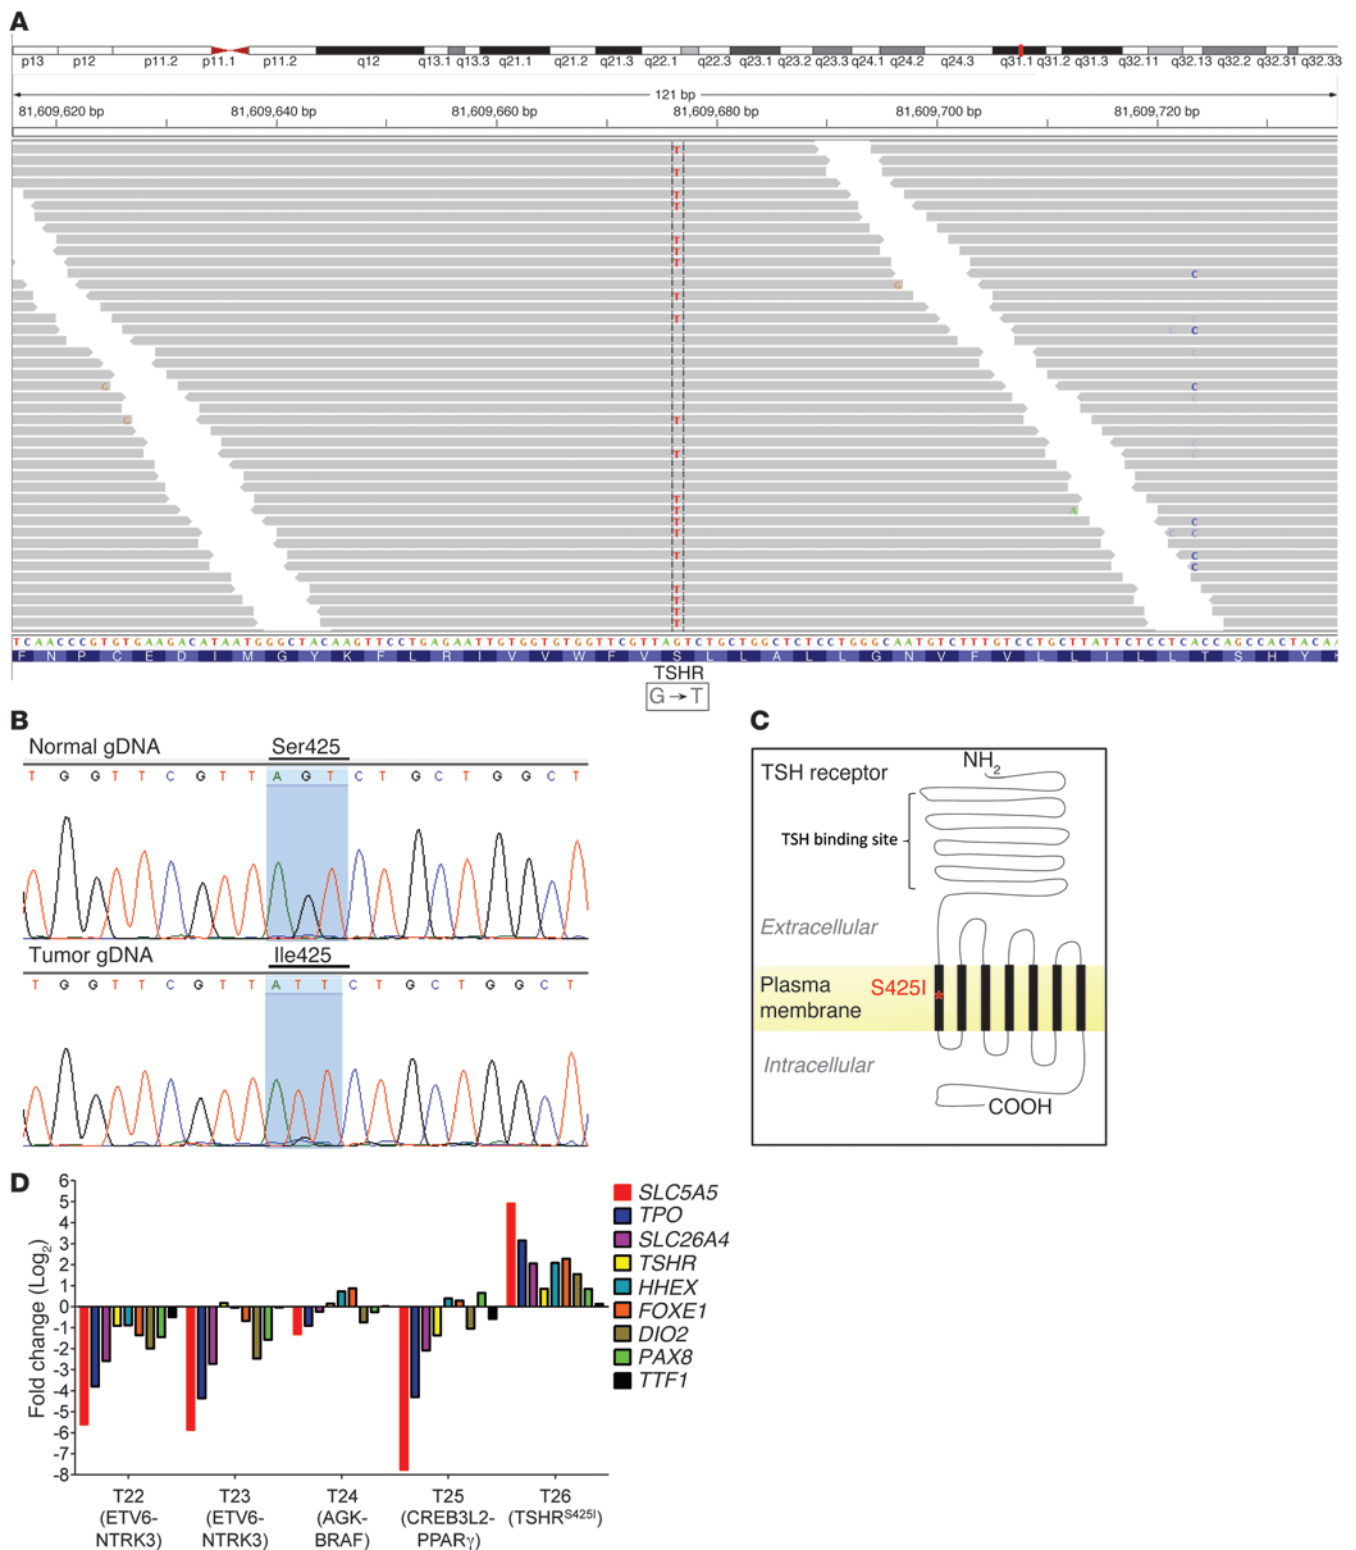 A
p13 p12 p11.2 p11.1 p11.2 q12 q13.1 q13.3 q21.1 q21.2 q21.3 q22.1 q22.3 q23.1 q23.2 q23.3 q24.1 q24.2 q24.3 q31.1 q31.2 q31.3 q32.11 q32.13 q32.2 q32.31 q32.33
121 bp
81,609,620 bp 81,609,640 bp 81,609,660 bp 81,609,680 bp 81,609,700 bp 81,609,720 bp
T
T
T
T
T
T
T
C
G
T
T
C
C
C
G
C
C
G
T
C
T
C
T
T
A
T
C
T
C
C
T
C
C
T
T
T
T
TCAACCCGTGTGAAGACATAATGGGCTACAAGTTCCTGAGAATTGTGGTGTGGTTCGTTAGTCTGCTGGCTCTCCTGGGCAATGTCTTTGTCCTGCTTATTCTCCTCACCAGCCACTACAA
F N P C E D I M G Y K F L R I V V W F V S L L A L L G N V F V L L I L L T S H Y
TSHR
G→T
B
Normal gDNA Ser425
T G G T T C G T T A G T C T G C T G G C T
Tumor gDNA Ile425
T G G T T C G T T A T T C T G C T G G C T
C
TSH receptor
NH2
TSH binding site
Extracellular
Plasma
membrane
S425I
*
Intracellular
COOH
D
Fold change (Log2)
6
5
4
3
2
1
0
-1
-2
-3
-4
-5
-6
-7
-8
T22
(ETV6-
NTRK3)
T23
(ETV6-
NTRK3)
T24
(AGK-
BRAF)
T25
(CREB3L2-
PPARγ)
T26
(TSHRS425I)
SLC5A5
TPO
SLC26A4
TSHR
HHEX
FOXE1
DIO2
PAX8
TTF1